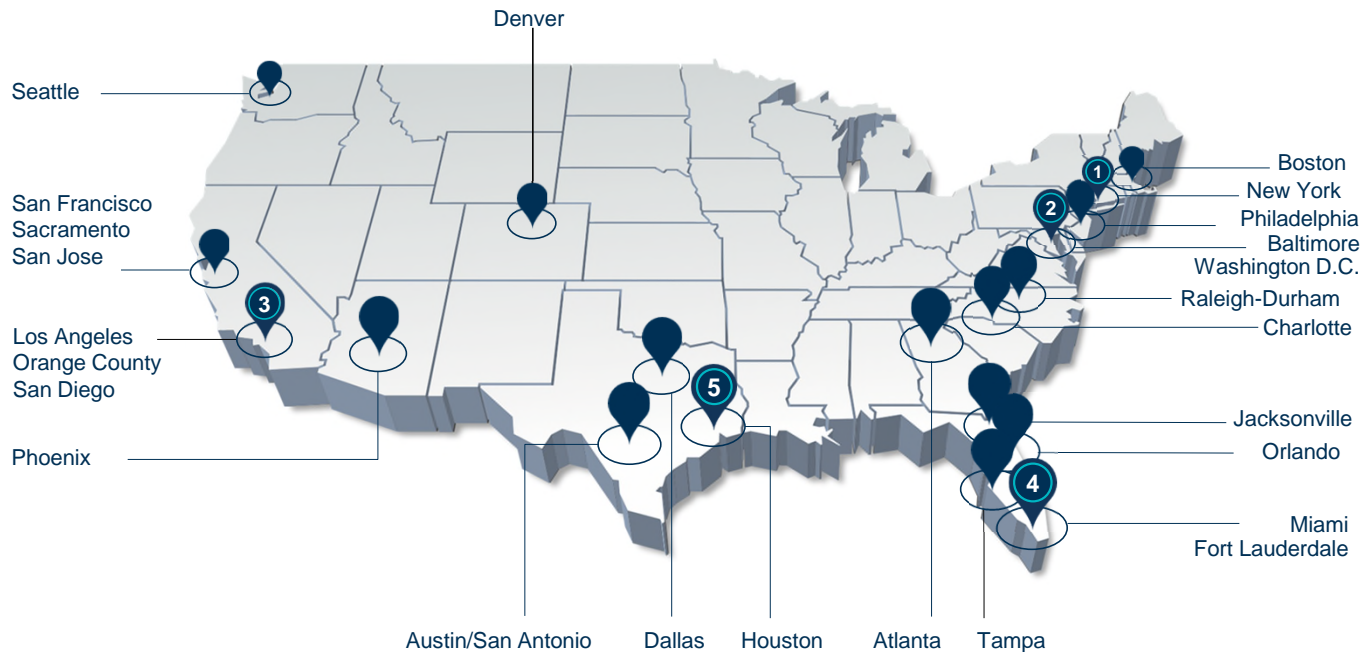 Denver
Seattle
San Francisco
Sacramento
San Jose
3
Los Angeles
Orange County
San Diego
Phoenix
1
2
Boston
New York
Philadelphia
Baltimore
Washington D.C.
Raleigh-Durham
Charlotte
5
Jacksonville
Orlando
4
Miami
Fort Lauderdale
Austin/San Antonio
Dallas
Houston
Atlanta
Tampa